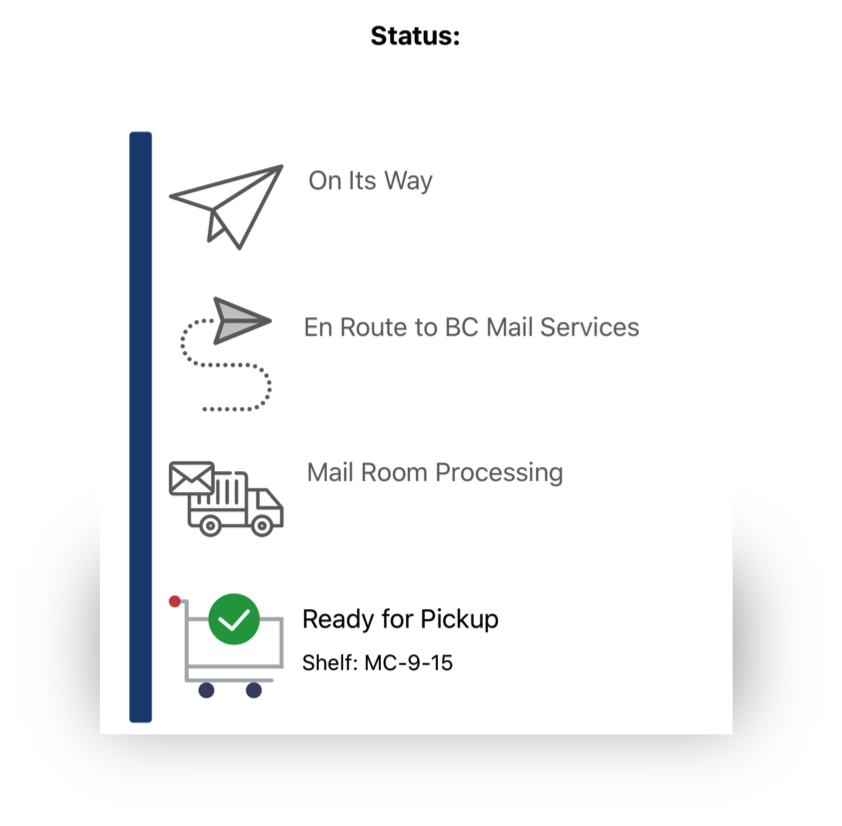 Status:
On Its Way
En Route to BC Mail Services
Mail Room Processing
Ready for Pickup
Shelf: MC-9-15